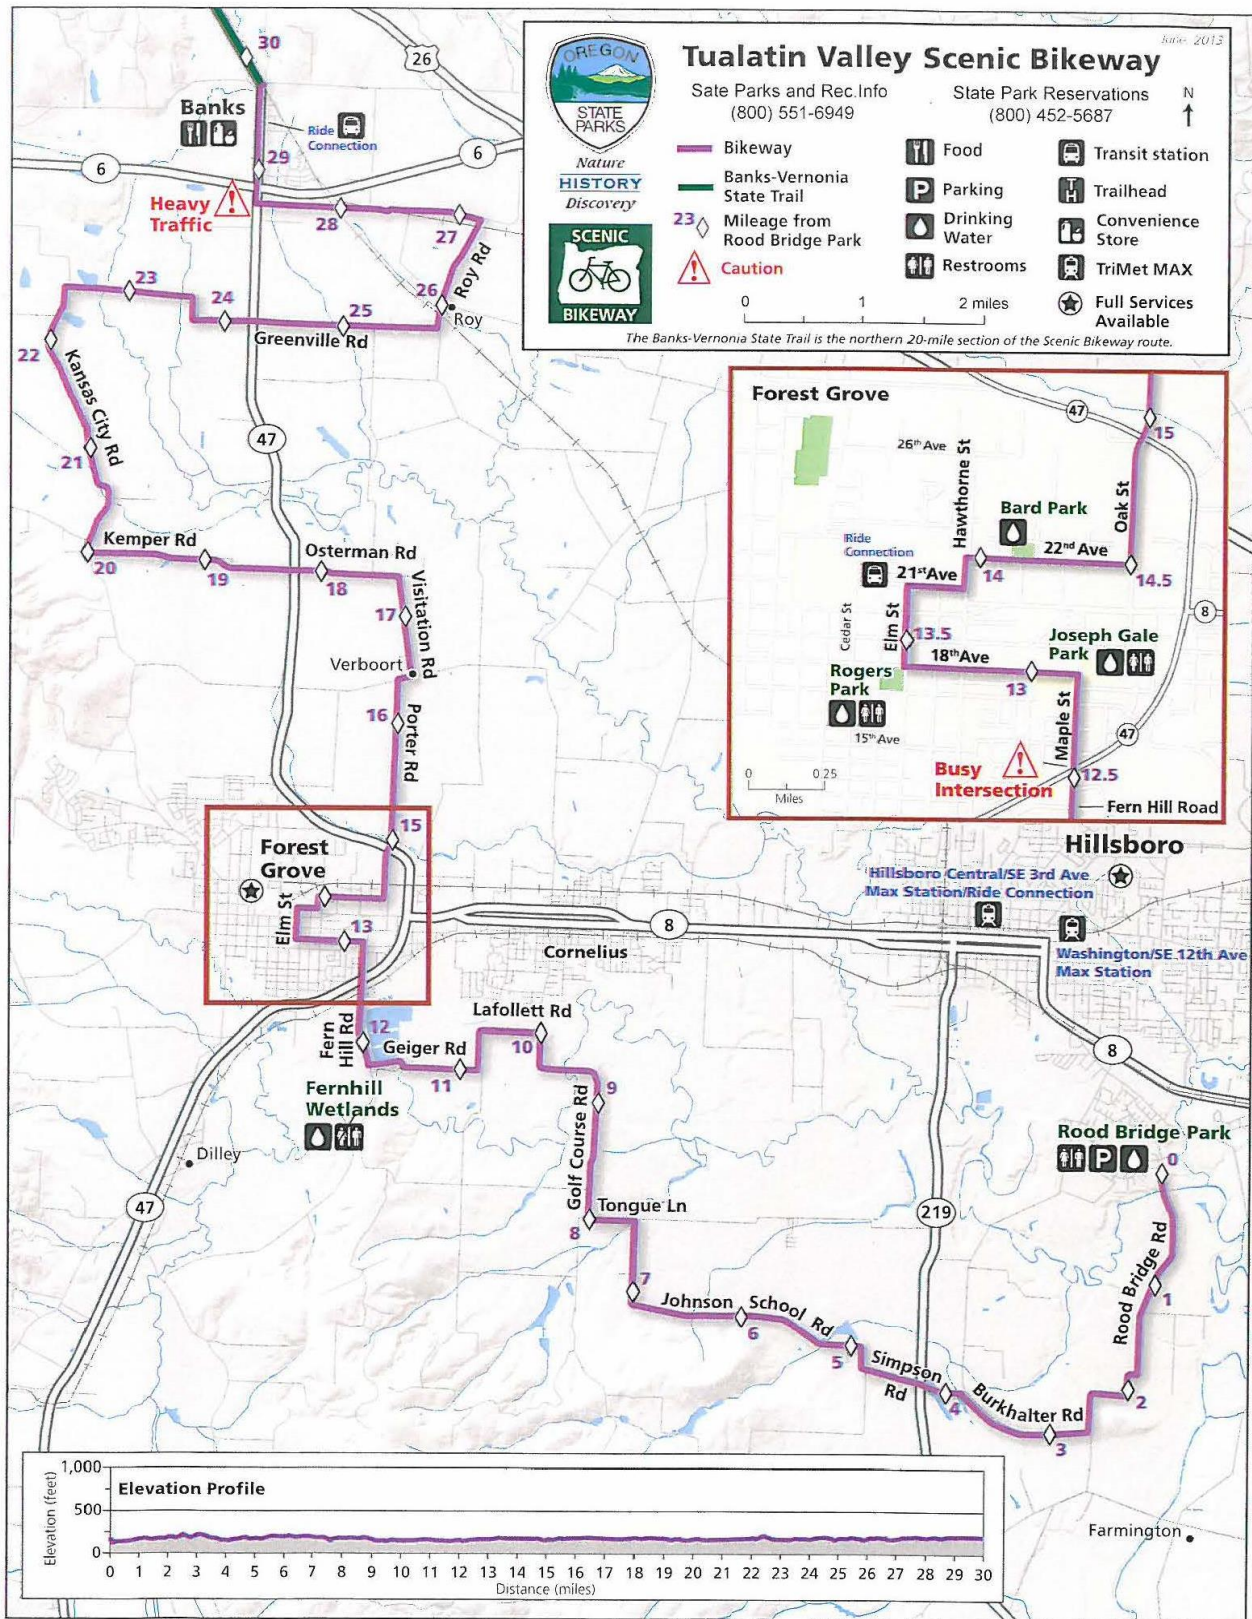 June 2013
Tualatin Valley Scenic Bikeway
OREGON
STATE
PARKS
Nature
HISTORY
Discovery
SCENIC
BIKEWAY
Sate Parks and Rec.Info
(800) 551-6949
State Park Reservations
(800) 452-5687
N
Bikeway
Banks-Vernonia
State Trail
23
Mileage from
Rood Bridge Park
Caution
Food
P
Parking
Drinking
Water
Restrooms
Transit station
TH
Trailhead
Convenience
Store
TriMet MAX
Full Services
Available
0 1 2 miles
The Banks-Vernonia State Trail is the northern 20-mile section of the Scenic Bikeway route.
30
26
Banks
Ride
Connection
29
6
6
Heavy
Traffic
28
27
Roy Rd
26
Roy
23
24
25
Greenville Rd
22
Kansas City Rd
47
21
Kemper Rd
20
19
Osterman Rd
18
Visitation Rd
17
Verboort
16
Porter Rd
15
Forest
Grove
Elm St
13
Forest Grove
47
15
26th Ave
Hawthorne St
Oak St
Bard Park
Ride
Connection
22nd Ave
21st Ave
14
14.5
8
Cedar St
Elm St
13.5
18th Ave
Joseph Gale
Park
Rogers
Park
13
Maple St
15th Ave
47
Busy
Intersection
12.5
0 0.25
Miles
Fern Hill Road
Hillsboro
Hillsboro Central/SE 3rd Ave
Max Station/Ride Connection
8
Cornelius
Washington/SE 12th Ave
Max Station
Fern
Hill Rd
12
Geiger Rd
11
Lafollett Rd
10
9
8
Fernhill
Wetlands
Golf Course Rd
Dilley
47
Tongue Ln
8
219
Rood Bridge Park
P
0
Rood Bridge Rd
1
7
Johnson School Rd
6
5
Simpson
Rd
4
Burkhalter Rd
2
3
Farmington
Elevation Profile
Elevation (feet)
1,000
500
0
0 1 2 3 4 5 6 7 8 9 10 11 12 13 14 15 16 17 18 19 20 21 22 23 24 25 26 27 28 29 30
Distance (miles)